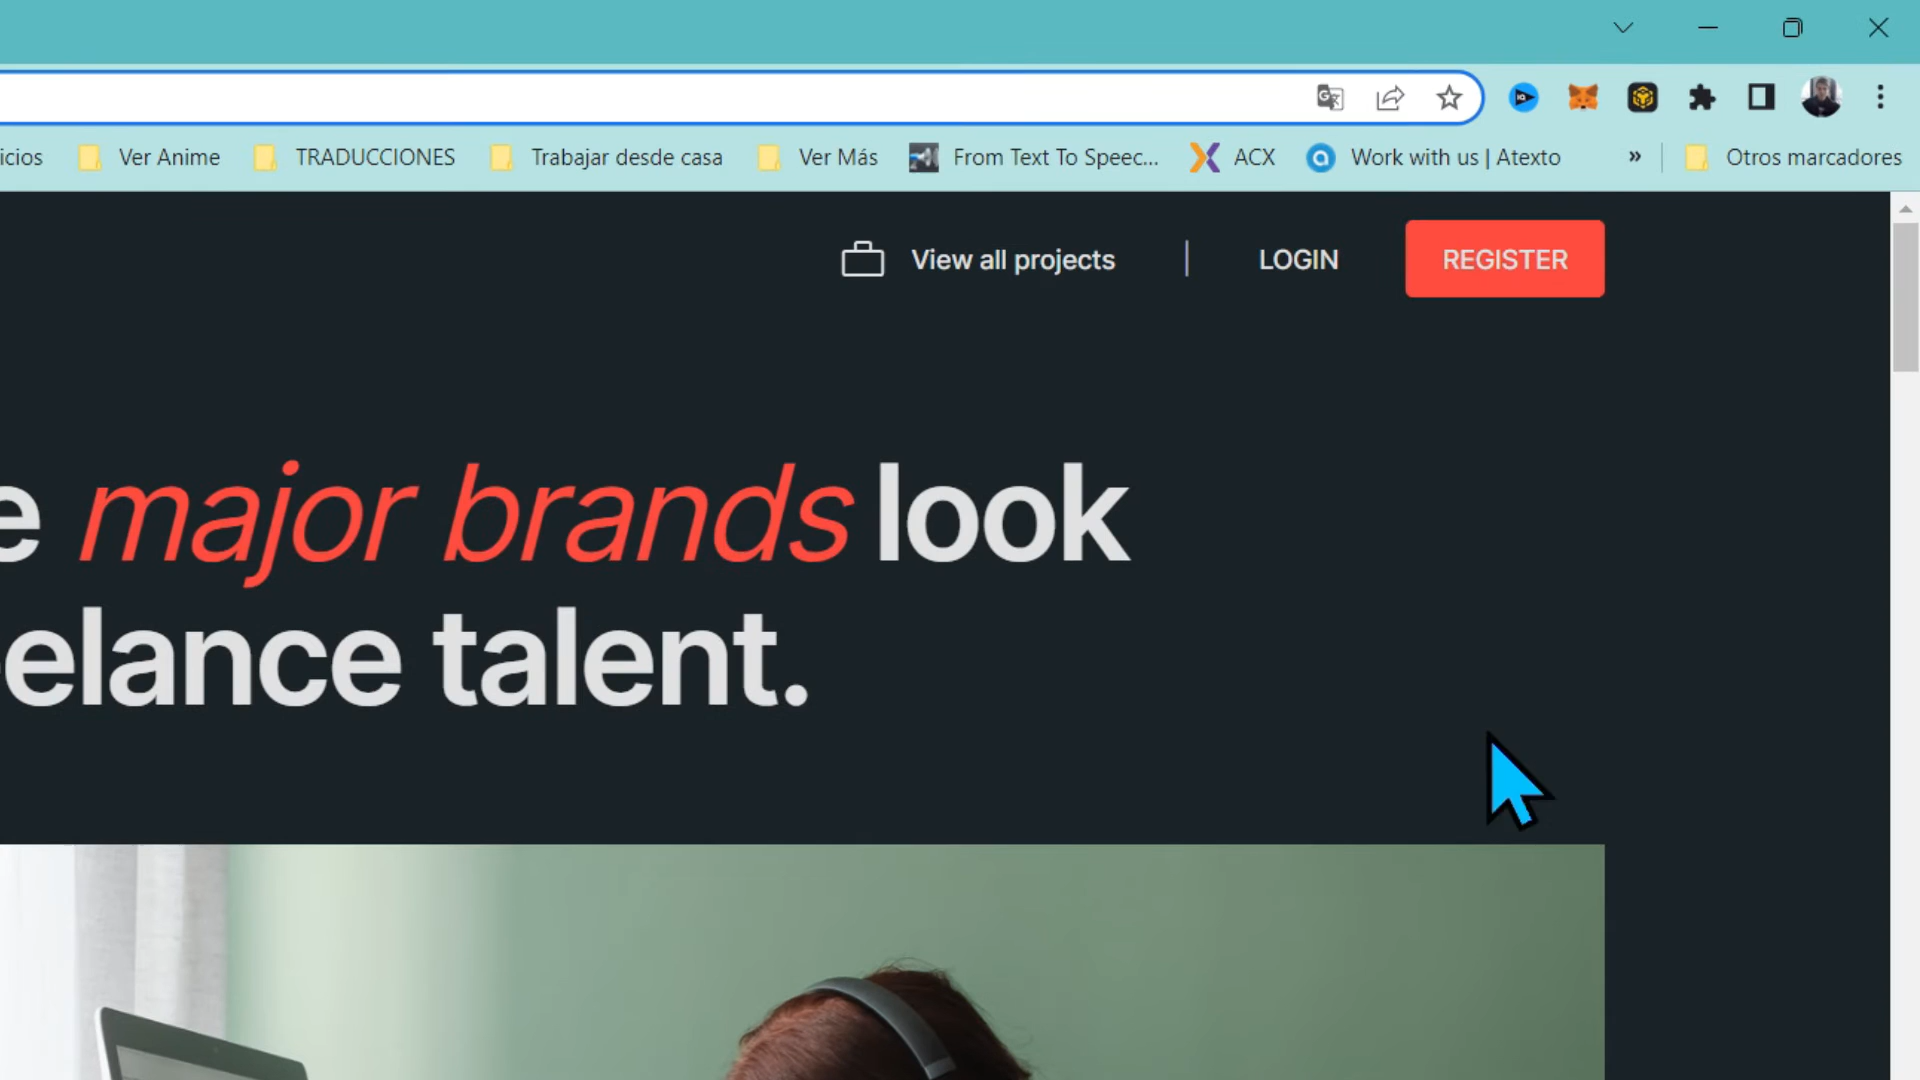 icios Ver Anime TRADUCCIONES Trabajar desde casa Ver Más From Text To Speec... ACX Work with us | Atexto » Otros marcadores
View all projects | LOGIN REGISTER
e major brands look
elance talent.